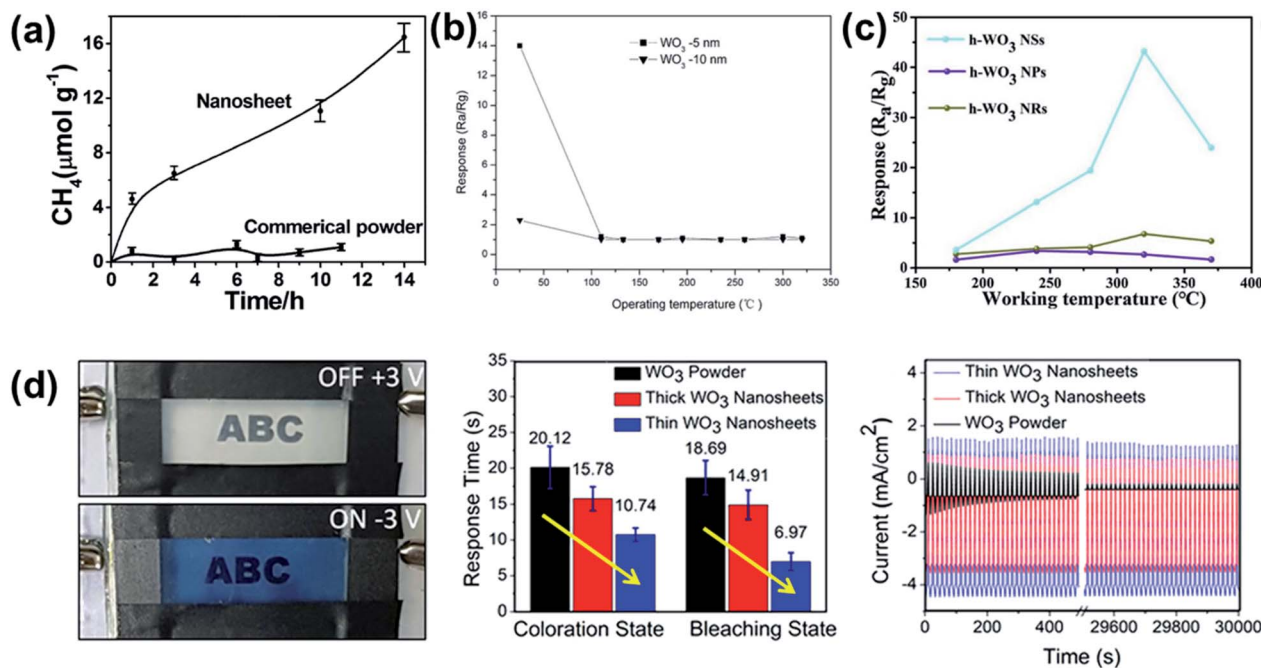 (a)
CH₄(μmol g⁻¹)
16
12
8
4
0
Nanosheet
Commerical powder
0 2 4 6 8 10 12 14
Time/h
(b)
Response (Ra/Rg)
16
14
12
10
8
6
4
2
0
WO₃ -5 nm
WO₃ -10 nm
0 50 100 150 200 250 300 350
Operating temperature (℃)
(c)
Response (Ra/Rg)
50
45
40
35
30
25
20
15
10
5
0
h-WO₃ NSs
h-WO₃ NPs
h-WO₃ NRs
150 200 250 300 350 400
Working temperature (℃)
(d)
OFF +3 V
ABC
ON -3 V
ABC
Response Time (s)
35
30
25
20
15
10
5
0
WO₃ Powder
Thick WO₃ Nanosheets
Thin WO₃ Nanosheets
20.12
15.78
10.74
18.69
14.91
6.97
Coloration State Bleaching State
Current (mA/cm²)
4
2
0
-2
-4
Thin WO₃ Nanosheets
Thick WO₃ Nanosheets
WO₃ Powder
0 200 400 29600 29800 30000
Time (s)